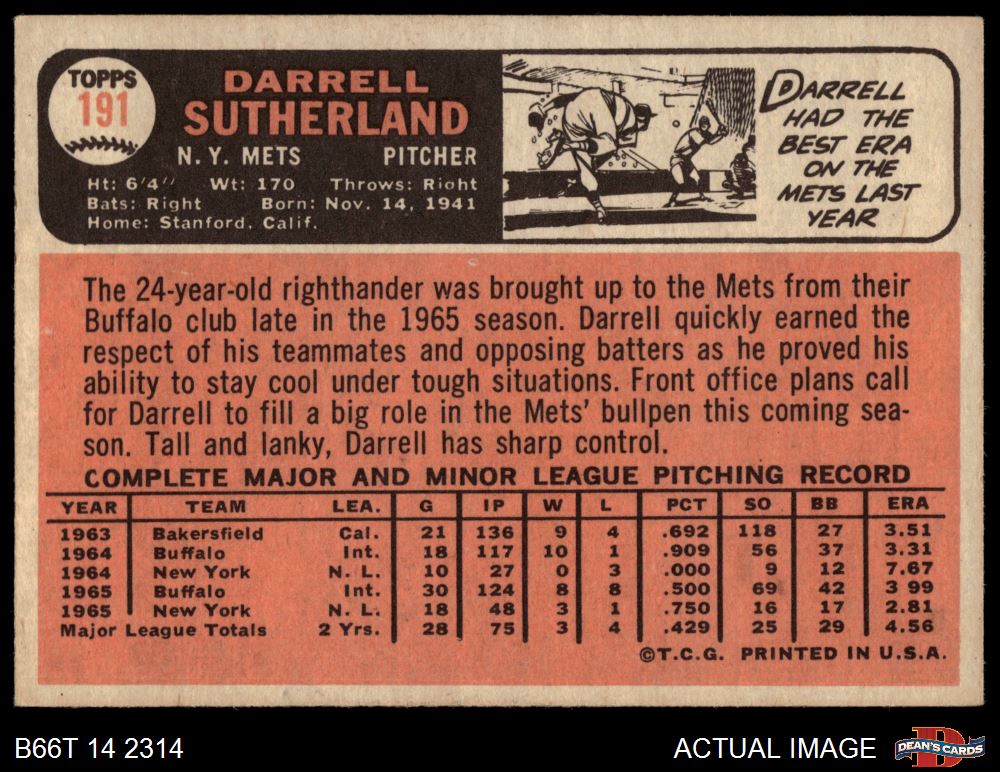 TOPPS
191
DARRELL
SUTHERLAND
N. Y. METS PITCHER
Ht: 6'4" Wt: 170 Throws: Right
Bats: Right Born: Nov. 14, 1941
Home: Stanford, Calif.
DARRELL
HAD THE
BEST ERA
ON THE
METS LAST
YEAR
The 24-year-old righthander was brought up to the Mets from their
Buffalo club late in the 1965 season. Darrell quickly earned the
respect of his teammates and opposing batters as he proved his
ability to stay cool under tough situations. Front office plans call
for Darrell to fill a big role in the Mets' bullpen this coming sea-
son. Tall and lanky, Darrell has sharp control.
COMPLETE MAJOR AND MINOR LEAGUE PITCHING RECORD
YEAR TEAM LEA. G IP W L PCT SO BB ERA
1963 Bakersfield Cal. 21 136 9 4 .692 118 27 3.51
1964 Buffalo Int. 18 117 10 1 .909 56 37 3.31
1964 New York N. L. 10 27 0 3 .000 9 12 7.67
1965 Buffalo Int. 30 124 8 8 .500 69 42 3 99
1965 New York N. L. 18 48 3 1 .750 16 17 2.81
Major League Totals 2 Yrs. 28 75 3 4 .429 25 29 4.56
©T.C.G. PRINTED IN U.S.A.
B66T 14 2314
ACTUAL IMAGE
DEAN'S CARDS